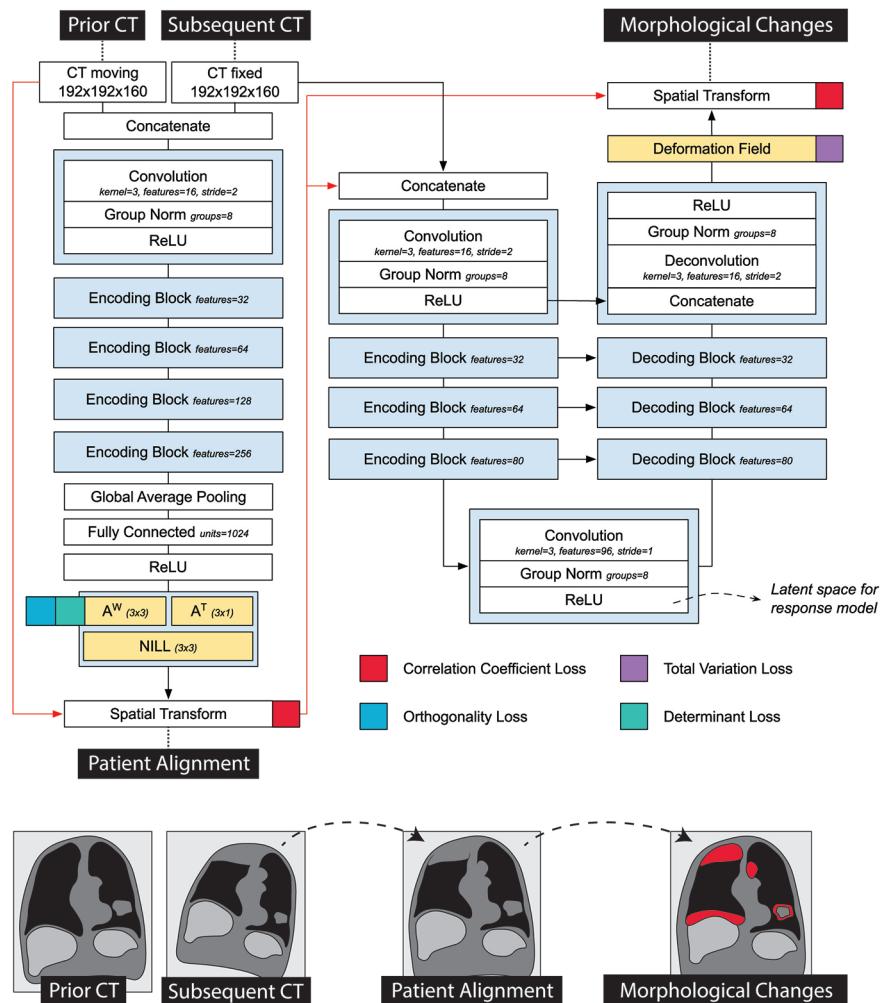 Prior CT
Subsequent CT
CT moving
192x192x160
CT fixed
192x192x160
Concatenate
Convolution
kernel=3, features=16, stride=2
Group Norm groups=8
ReLU
Encoding Block features=32
Encoding Block features=64
Encoding Block features=128
Encoding Block features=256
Global Average Pooling
Fully Connected units=1024
ReLU
A^W (3x3)
A^T (3x1)
NILL (3x3)
Spatial Transform
Patient Alignment
Concatenate
Convolution
kernel=3, features=16, stride=2
Group Norm groups=8
ReLU
Encoding Block features=32
Encoding Block features=64
Encoding Block features=80
Convolution
kernel=3, features=96, stride=1
Group Norm groups=8
ReLU
Latent space for
response model
Morphological Changes
Spatial Transform
Deformation Field
ReLU
Group Norm groups=8
Deconvolution
kernel=3, features=16, stride=2
Concatenate
Decoding Block features=32
Decoding Block features=64
Decoding Block features=80
Correlation Coefficient Loss
Total Variation Loss
Orthogonality Loss
Determinant Loss
Prior CT
Subsequent CT
Patient Alignment
Morphological Changes